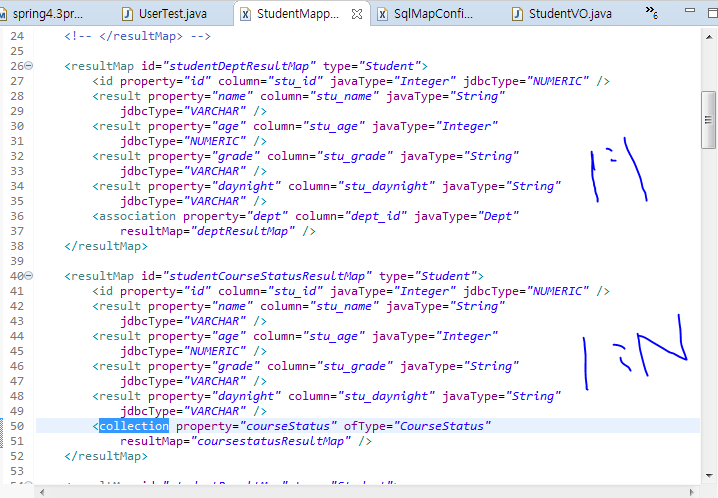 spring4.3pr... UserTest.java StudentMapp... SqlMapConfi... StudentVO.java »6
24 <!-- </resultMap> -->
25
26 <resultMap id="studentDeptResultMap" type="Student">
27 <id property="id" column="stu_id" javaType="Integer" jdbcType="NUMERIC" />
28 <result property="name" column="stu_name" javaType="String"
29 jdbcType="VARCHAR" />
30 <result property="age" column="stu_age" javaType="Integer"
31 jdbcType="NUMERIC" />
32 <result property="grade" column="stu_grade" javaType="String"
33 jdbcType="VARCHAR" />
34 <result property="daynight" column="stu_daynight" javaType="String"
35 jdbcType="VARCHAR" />
36 <association property="dept" column="dept_id" javaType="Dept"
37 resultMap="deptResultMap" />
38 </resultMap>
39
40 <resultMap id="studentCourseStatusResultMap" type="Student">
41 <id property="id" column="stu_id" javaType="Integer" jdbcType="NUMERIC" />
42 <result property="name" column="stu_name" javaType="String"
43 jdbcType="VARCHAR" />
44 <result property="age" column="stu_age" javaType="Integer"
45 jdbcType="NUMERIC" />
46 <result property="grade" column="stu_grade" javaType="String"
47 jdbcType="VARCHAR" />
48 <result property="daynight" column="stu_daynight" javaType="String"
49 jdbcType="VARCHAR" />
50 <collection property="courseStatus" ofType="CourseStatus"
51 resultMap="coursestatusResultMap" />
52 </resultMap>
53
1:1
1:N